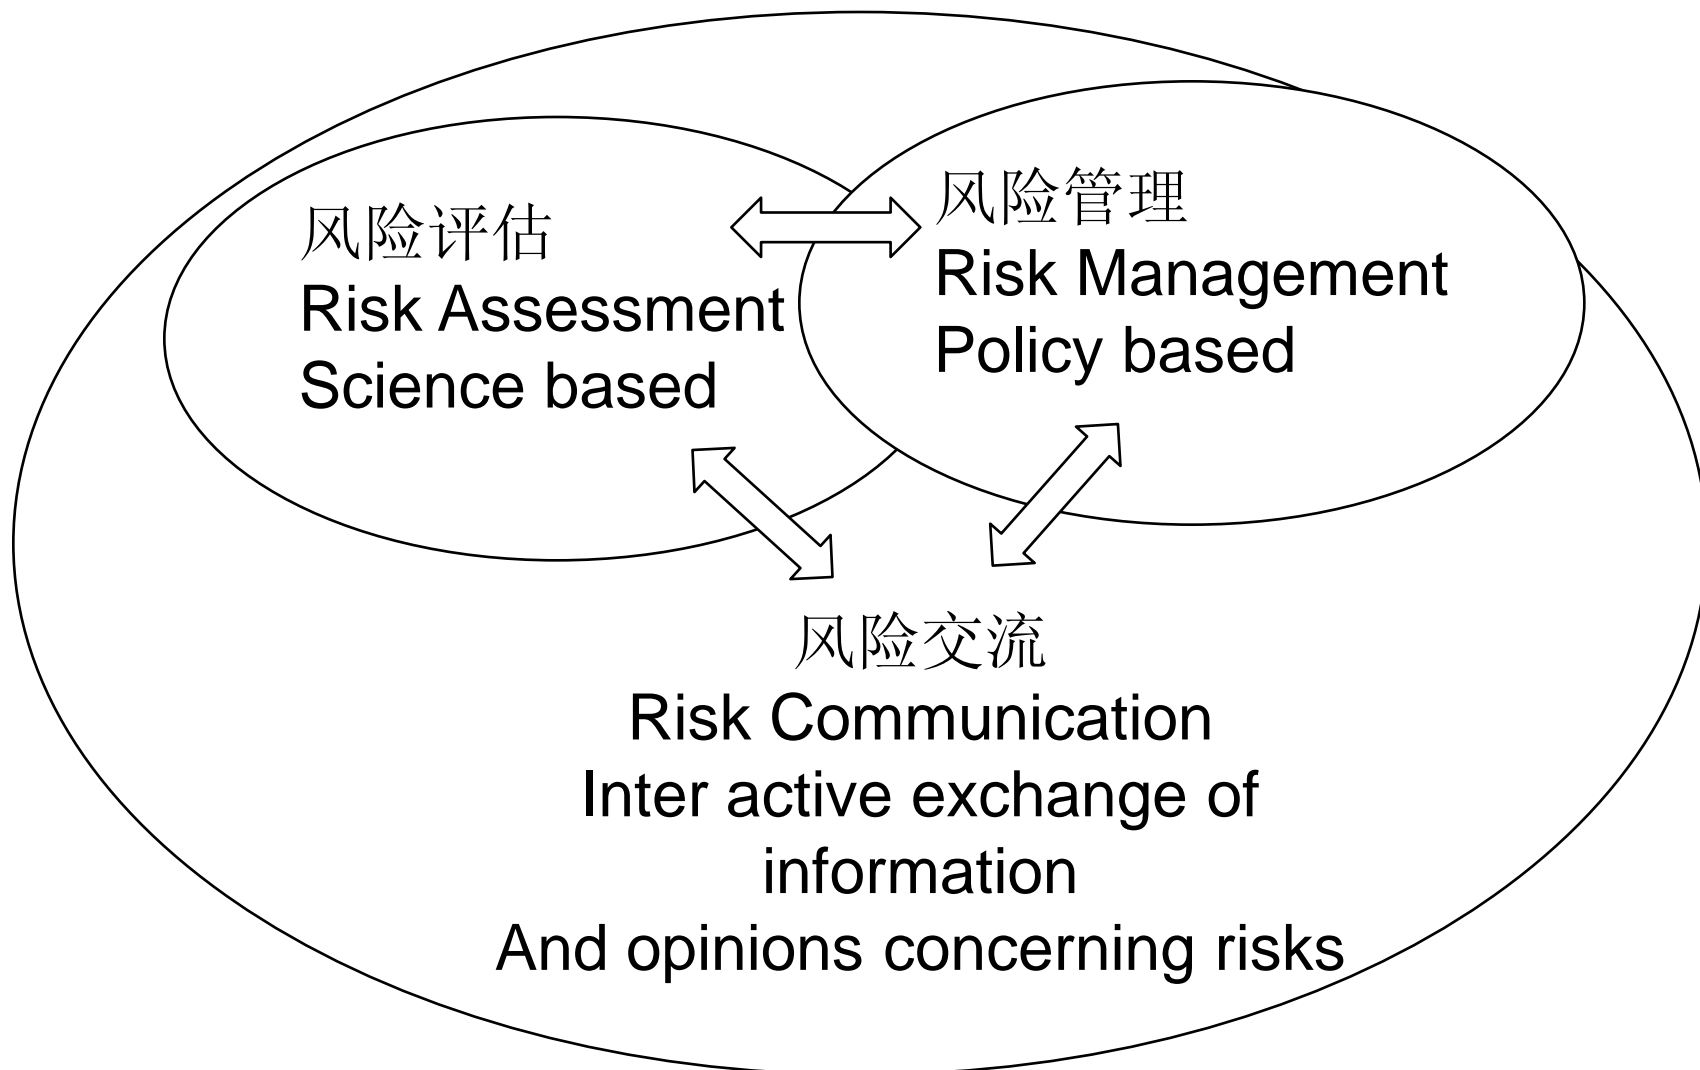 风险评估
Risk Assessment
Science based
风险管理
Risk Management
Policy based
风险交流
Risk Communication
Inter active exchange of
information
And opinions concerning risks